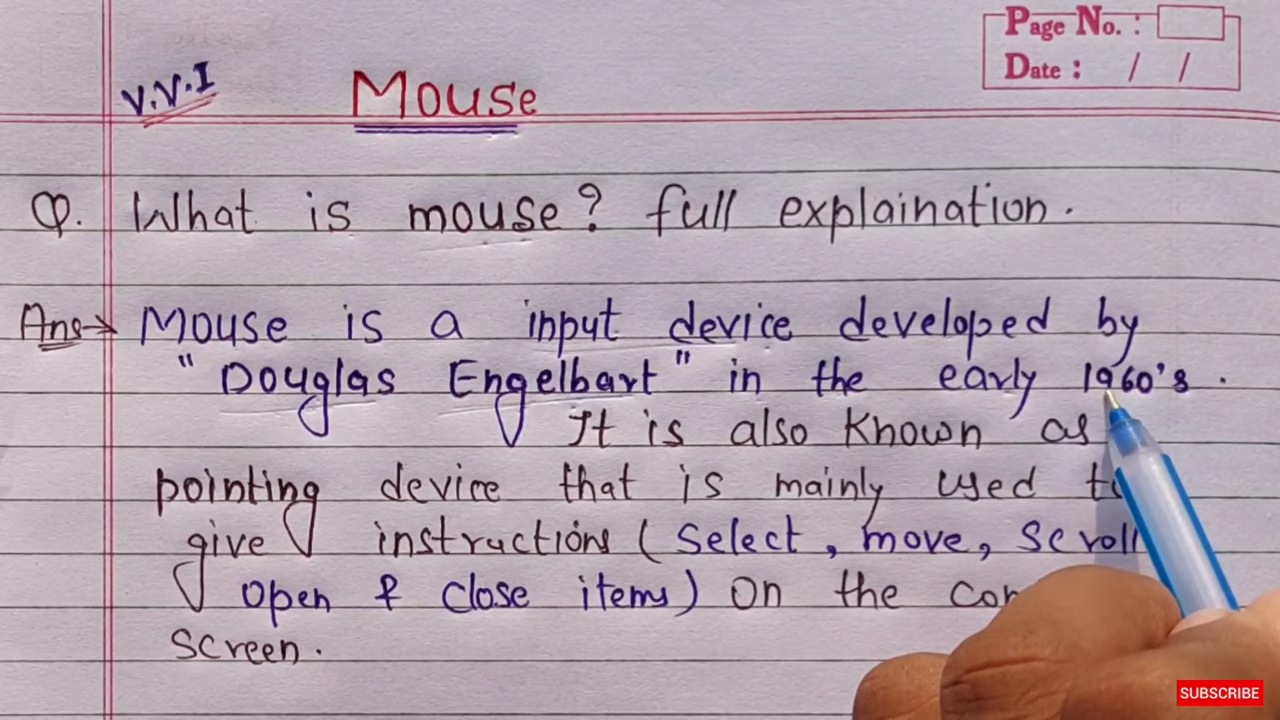 Page No. :
Date : / /
V.V.I
Mouse
Q. What is mouse? full explaination.
Ans→ Mouse is a input device developed by
"Douglas Engelbart" in the early 1960's.
It is also known as
pointing device that is mainly used
give instructions (Select, move, Scroll
Open & close items) on the
screen.
SUBSCRIBE